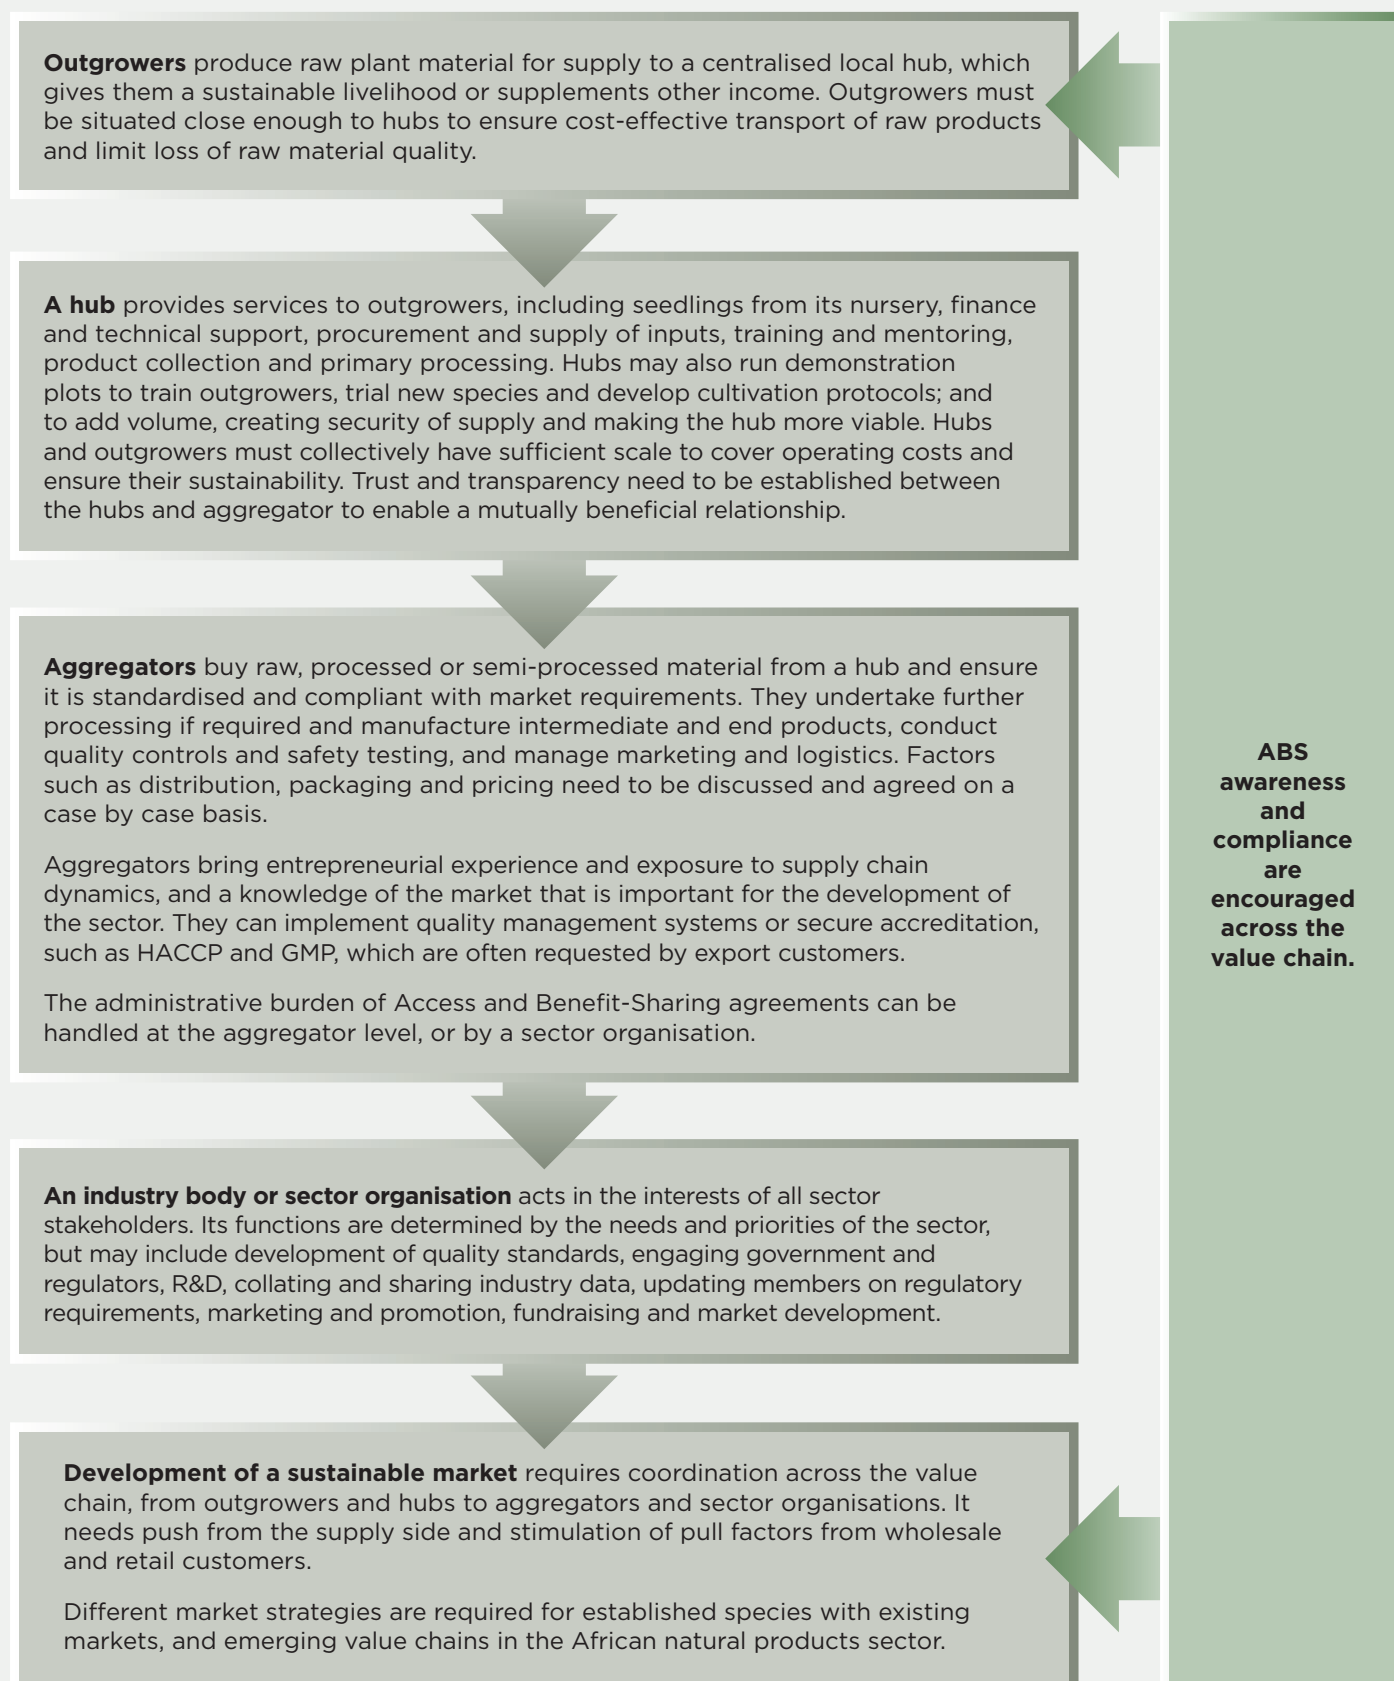 Outgrowers produce raw plant material for supply to a centralised local hub, which
gives them a sustainable livelihood or supplements other income. Outgrowers must
be situated close enough to hubs to ensure cost-effective transport of raw products
and limit loss of raw material quality.
A hub provides services to outgrowers, including seedlings from its nursery, finance
and technical support, procurement and supply of inputs, training and mentoring,
product collection and primary processing. Hubs may also run demonstration
plots to train outgrowers, trial new species and develop cultivation protocols; and
to add volume, creating security of supply and making the hub more viable. Hubs
and outgrowers must collectively have sufficient scale to cover operating costs and
ensure their sustainability. Trust and transparency need to be established between
the hubs and aggregator to enable a mutually beneficial relationship.
Aggregators buy raw, processed or semi-processed material from a hub and ensure
it is standardised and compliant with market requirements. They undertake further
processing if required and manufacture intermediate and end products, conduct
quality controls and safety testing, and manage marketing and logistics. Factors
such as distribution, packaging and pricing need to be discussed and agreed on a
case by case basis.
Aggregators bring entrepreneurial experience and exposure to supply chain
dynamics, and a knowledge of the market that is important for the development of
the sector. They can implement quality management systems or secure accreditation,
such as HACCP and GMP, which are often requested by export customers.
The administrative burden of Access and Benefit-Sharing agreements can be
handled at the aggregator level, or by a sector organisation.
An industry body or sector organisation acts in the interests of all sector
stakeholders. Its functions are determined by the needs and priorities of the sector,
but may include development of quality standards, engaging government and
regulators, R&D, collating and sharing industry data, updating members on regulatory
requirements, marketing and promotion, fundraising and market development.
Development of a sustainable market requires coordination across the value
chain, from outgrowers and hubs to aggregators and sector organisations. It
needs push from the supply side and stimulation of pull factors from wholesale
and retail customers.
Different market strategies are required for established species with existing
markets, and emerging value chains in the African natural products sector.
ABS
awareness
and
compliance
are
encouraged
across the
value chain.